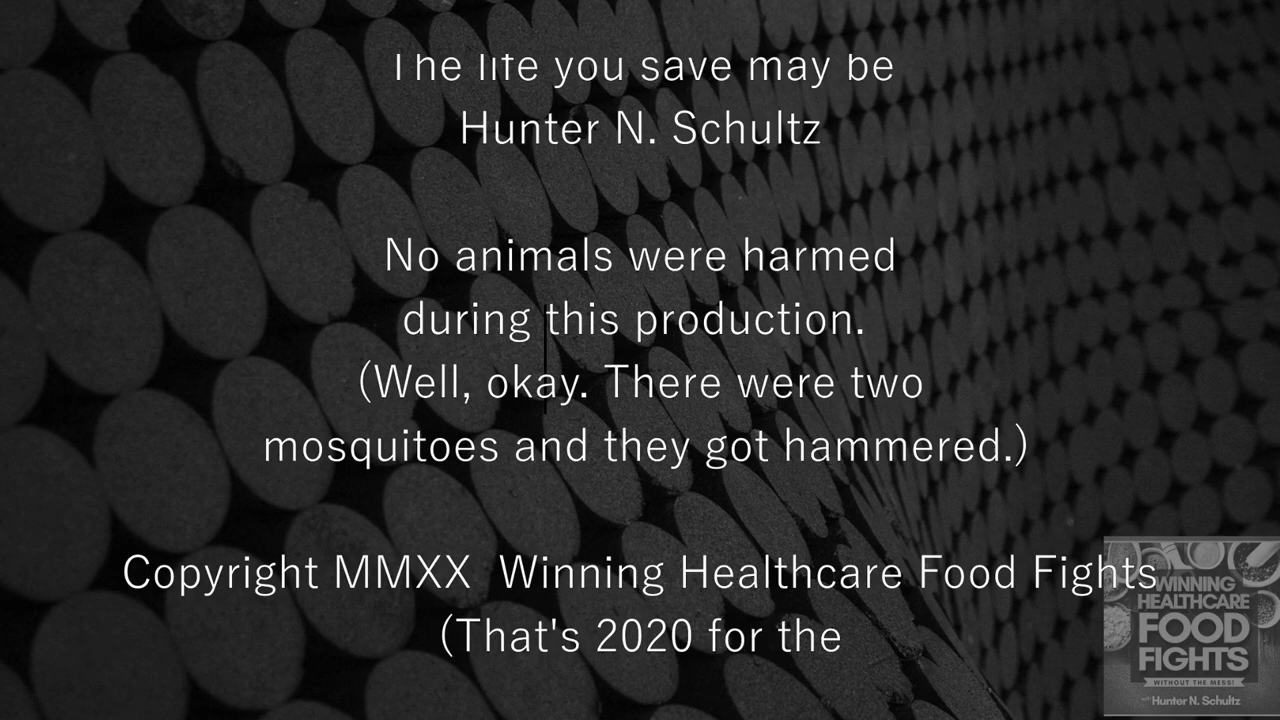 The life you save may be
Hunter N. Schultz
No animals were harmed
during this production.
(Well, okay. There were two
mosquitoes and they got hammered.)
Copyright MMXX  Winning Healthcare Food Fights
(That's 2020 for the
WINNING
HEALTHCARE
FOOD
FIGHTS
WITHOUT THE MESS!
Hunter N. Schultz